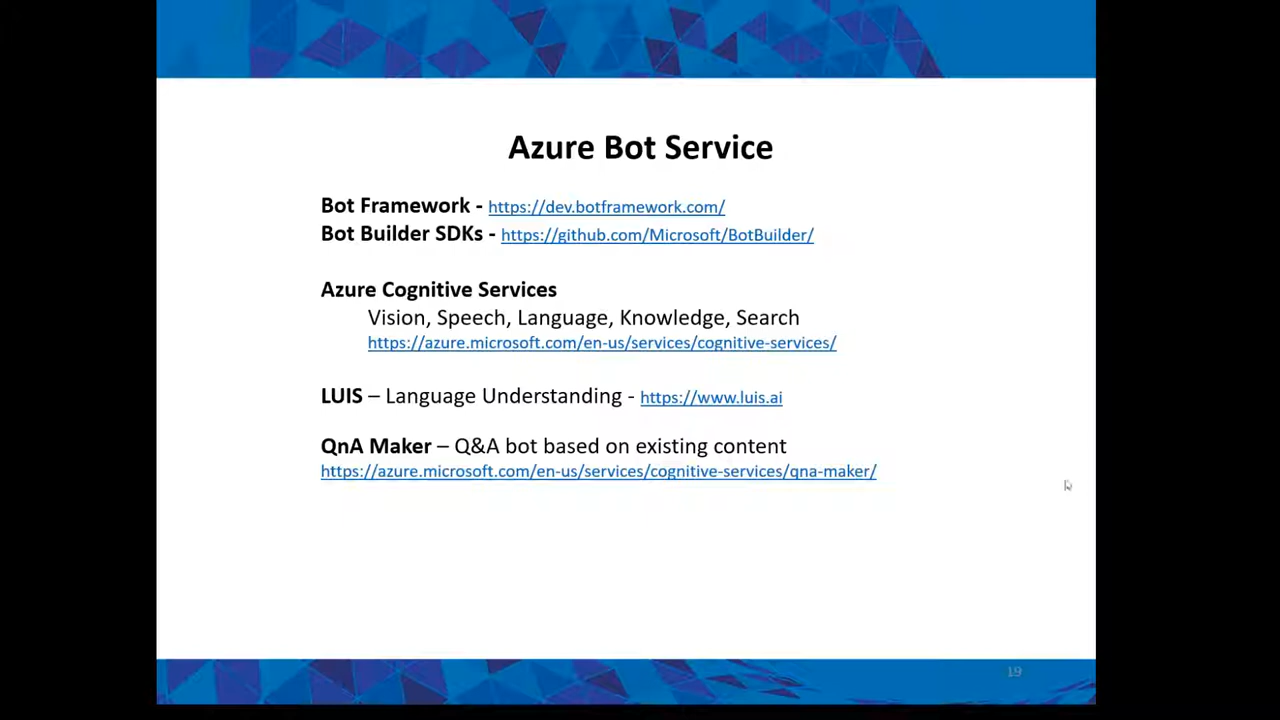 Azure Bot Service
Bot Framework - https://dev.botframework.com/
Bot Builder SDKs - https://github.com/Microsoft/BotBuilder/
Azure Cognitive Services
Vision, Speech, Language, Knowledge, Search
https://azure.microsoft.com/en-us/services/cognitive-services/
LUIS – Language Understanding - https://www.luis.ai
QnA Maker – Q&A bot based on existing content
https://azure.microsoft.com/en-us/services/cognitive-services/qna-maker/
19